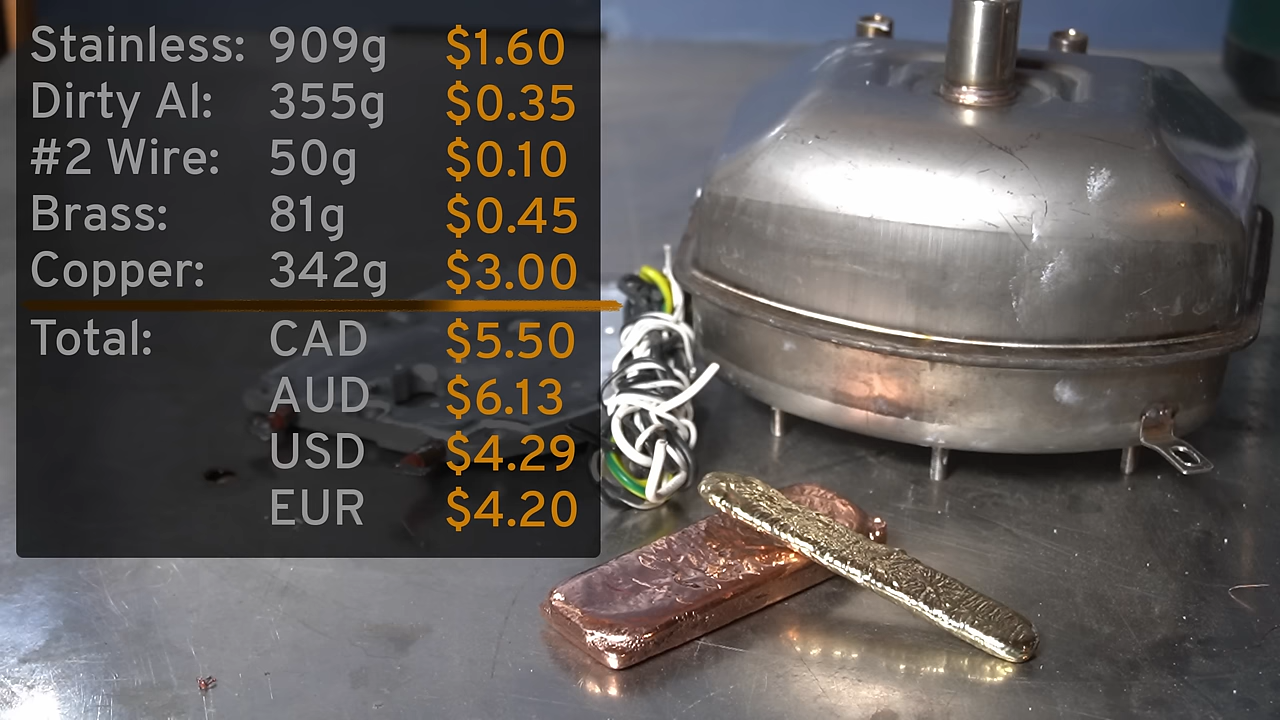 Stainless: 909g $1.60
Dirty Al: 355g $0.35
#2 Wire: 50g $0.10
Brass: 81g $0.45
Copper: 342g $3.00
Total: CAD $5.50
AUD $6.13
USD $4.29
EUR $4.20